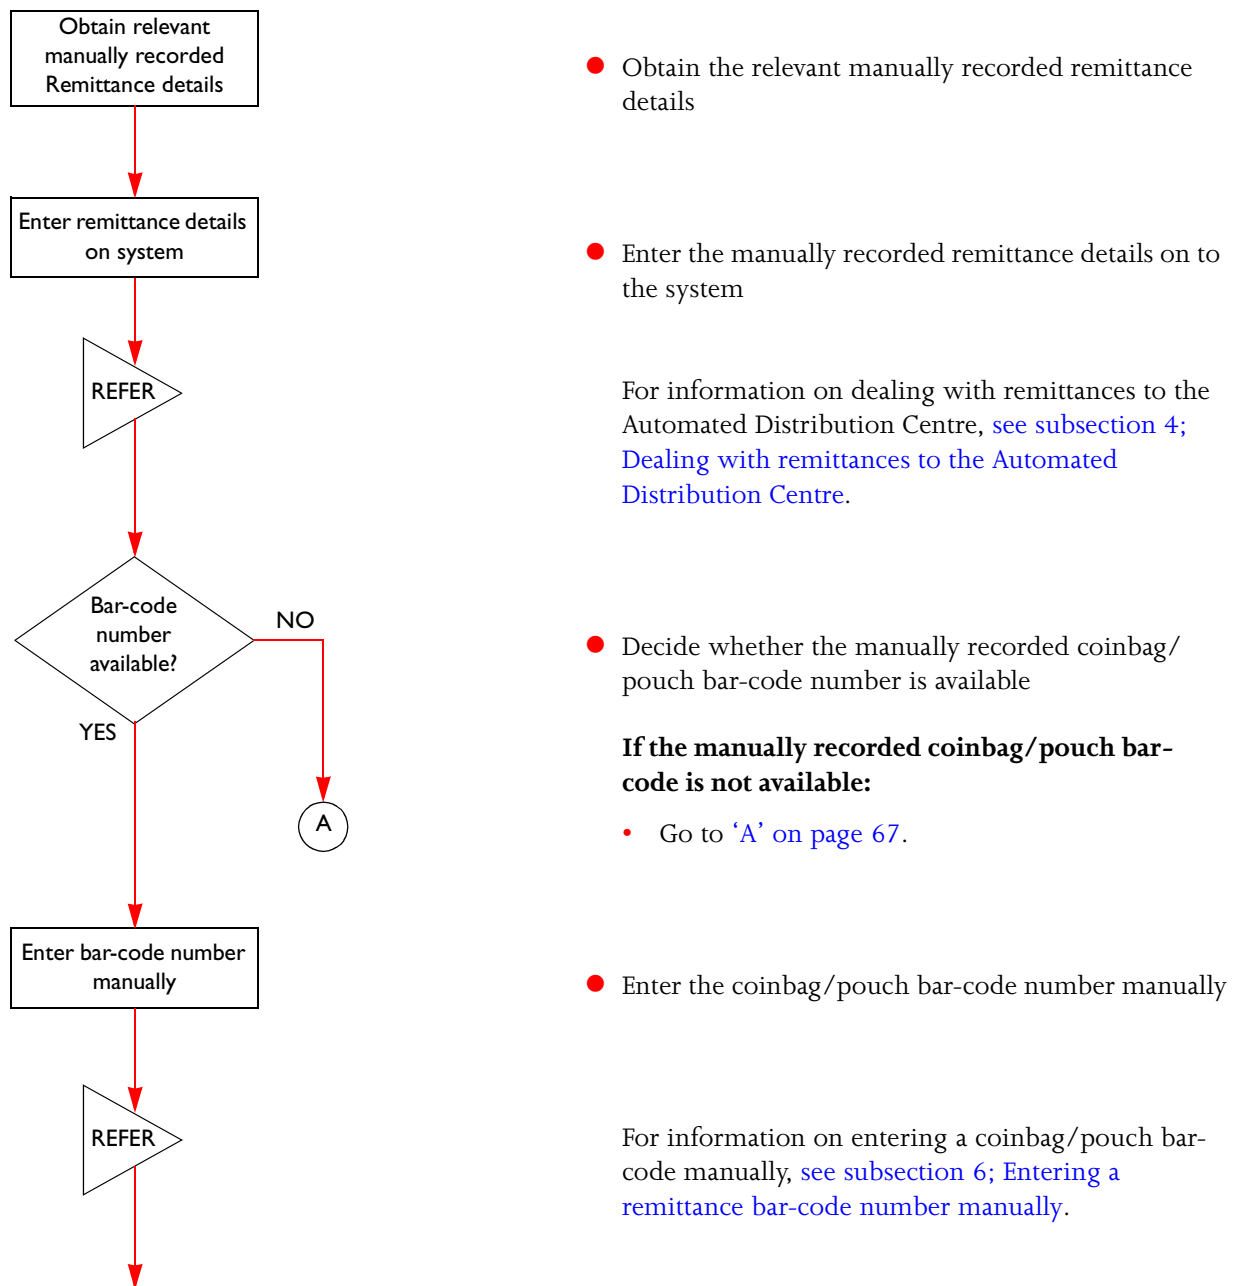 Obtain relevant
manually recorded
Remittance details
Obtain the relevant manually recorded remittance
details
Enter remittance details
on system
Enter the manually recorded remittance details on to
the system
REFER
For information on dealing with remittances to the
Automated Distribution Centre, see subsection 4;
Dealing with remittances to the Automated
Distribution Centre.
Bar-code
number
available?
NO
YES
A
Decide whether the manually recorded coinbag/
pouch bar-code number is available
If the manually recorded coinbag/pouch bar-
code is not available:
• Go to ‘A’ on page 67.
Enter bar-code number
manually
Enter the coinbag/pouch bar-code number manually
REFER
For information on entering a coinbag/pouch bar-
code manually, see subsection 6; Entering a
remittance bar-code number manually.